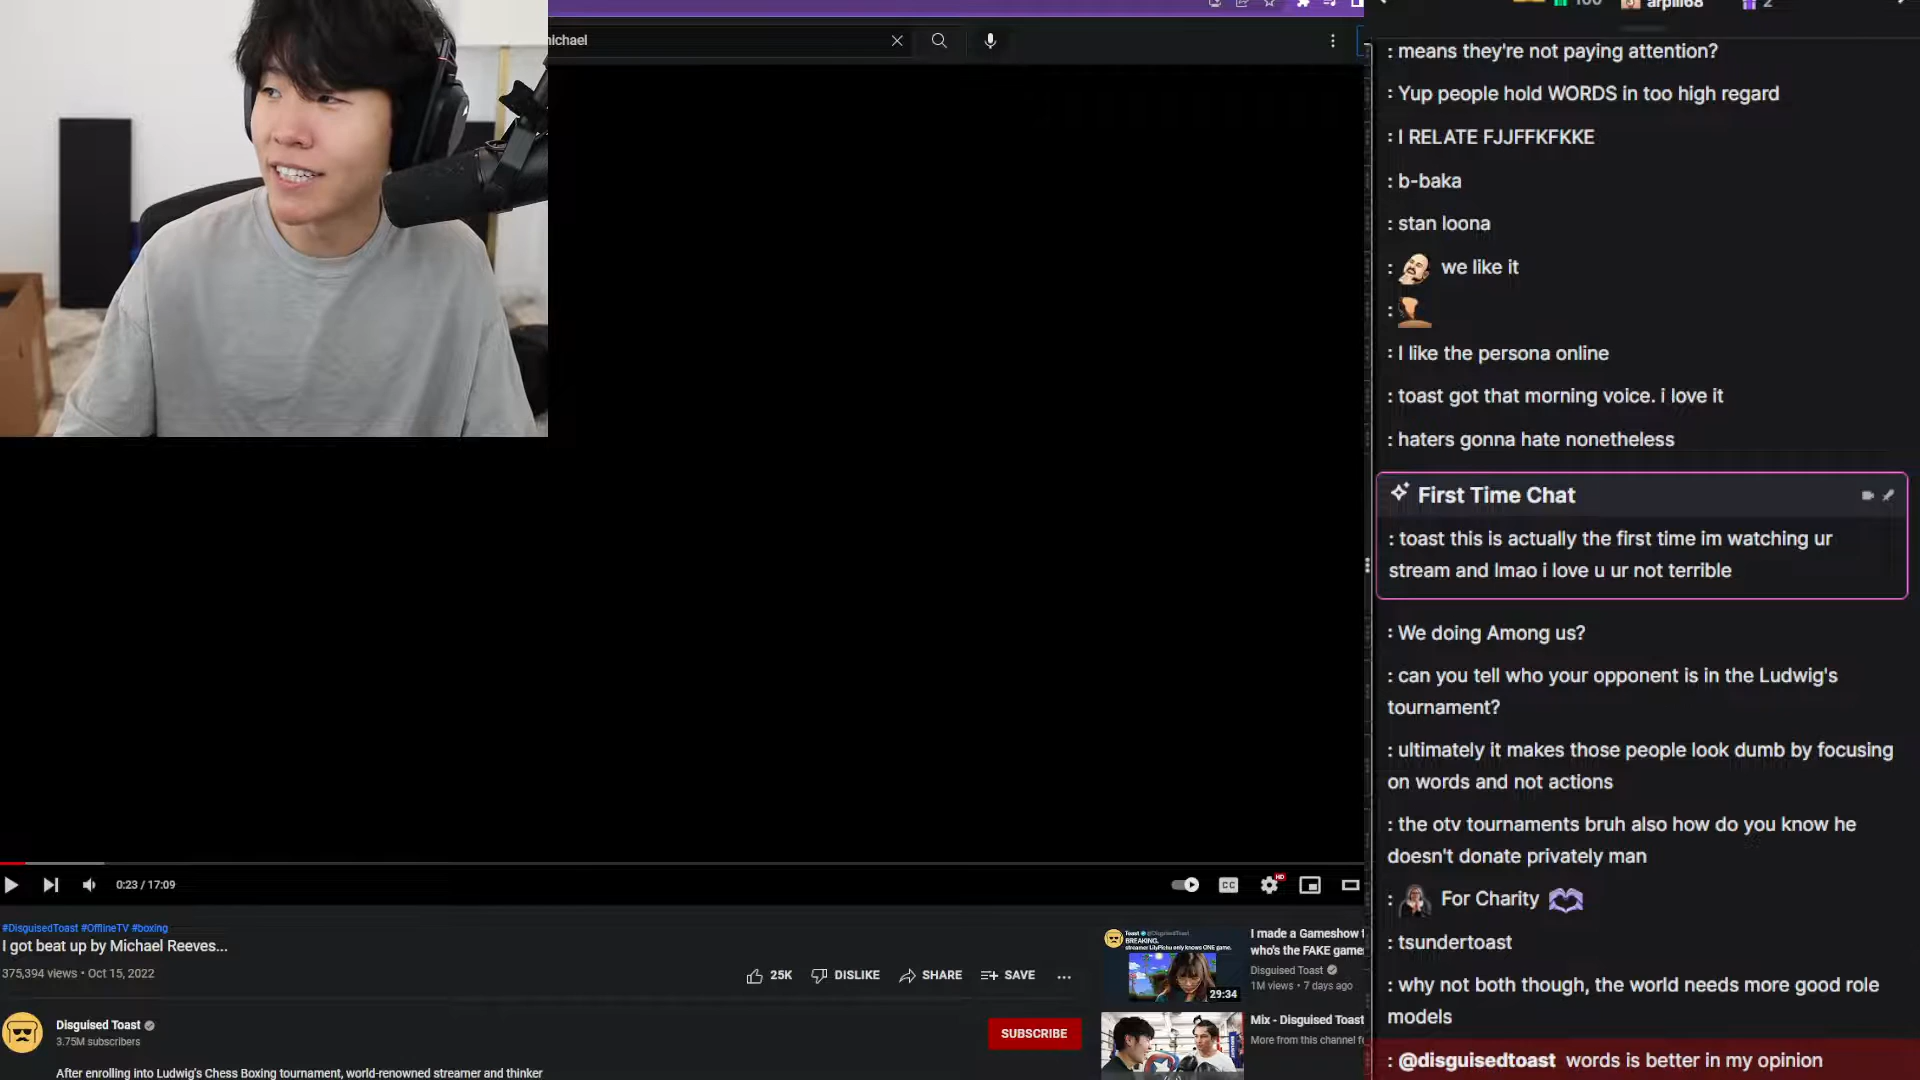 michael
: means they're not paying attention?
: Yup people hold WORDS in too high regard
: I RELATE FJJFFKFKKE
: b-baka
: stan loona
: we like it
:
: I like the persona online
: toast got that morning voice. i love it
: haters gonna hate nonetheless
First Time Chat
: toast this is actually the first time im watching ur
stream and lmao i love u ur not terrible
: We doing Among us?
: can you tell who your opponent is in the Ludwig's
tournament?
: ultimately it makes those people look dumb by focusing
on words and not actions
: the otv tournaments bruh also how do you know he
doesn't donate privately man
: For Charity
: tsundertoast
: why not both though, the world needs more good role
models
: @disguisedtoast words is better in my opinion
0:23 / 17:09
CC
HD
#DisguisedToast #OfflineTV #boxing
I got beat up by Michael Reeves...
375,394 views • Oct 15, 2022
25K DISLIKE SHARE SAVE ...
Disguised Toast
3.75M subscribers
SUBSCRIBE
After enrolling into Ludwig's Chess Boxing tournament, world-renowned streamer and thinker
Toast @DisguisedToast
BREAKING,
streamer LilyPichu only knows ONE game.
29:34
I made a Gameshow
who's the FAKE game
Disguised Toast
1M views • 7 days ago
Mix - Disguised Toast
More from this channel